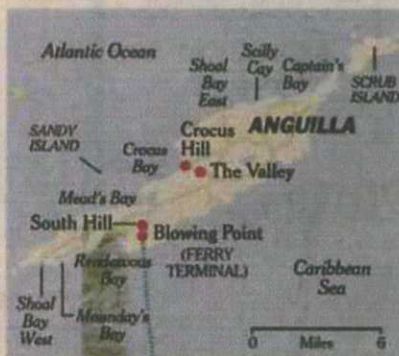 Atlantic Ocean
Scilly
Cay
Captain's
Bay
Shoal
Bay
East
SCRUB
ISLAND
ANGUILLA
SANDY
ISLAND
Crocus
Hill
Crocus
Bay
The Valley
Mead's Bay
South Hill
Blowing Point
(FERRY
TERMINAL)
Rendezvous
Bay
Caribbean
Sea
Shoal
Bay
West
Maunday's
Bay
0 Miles 6